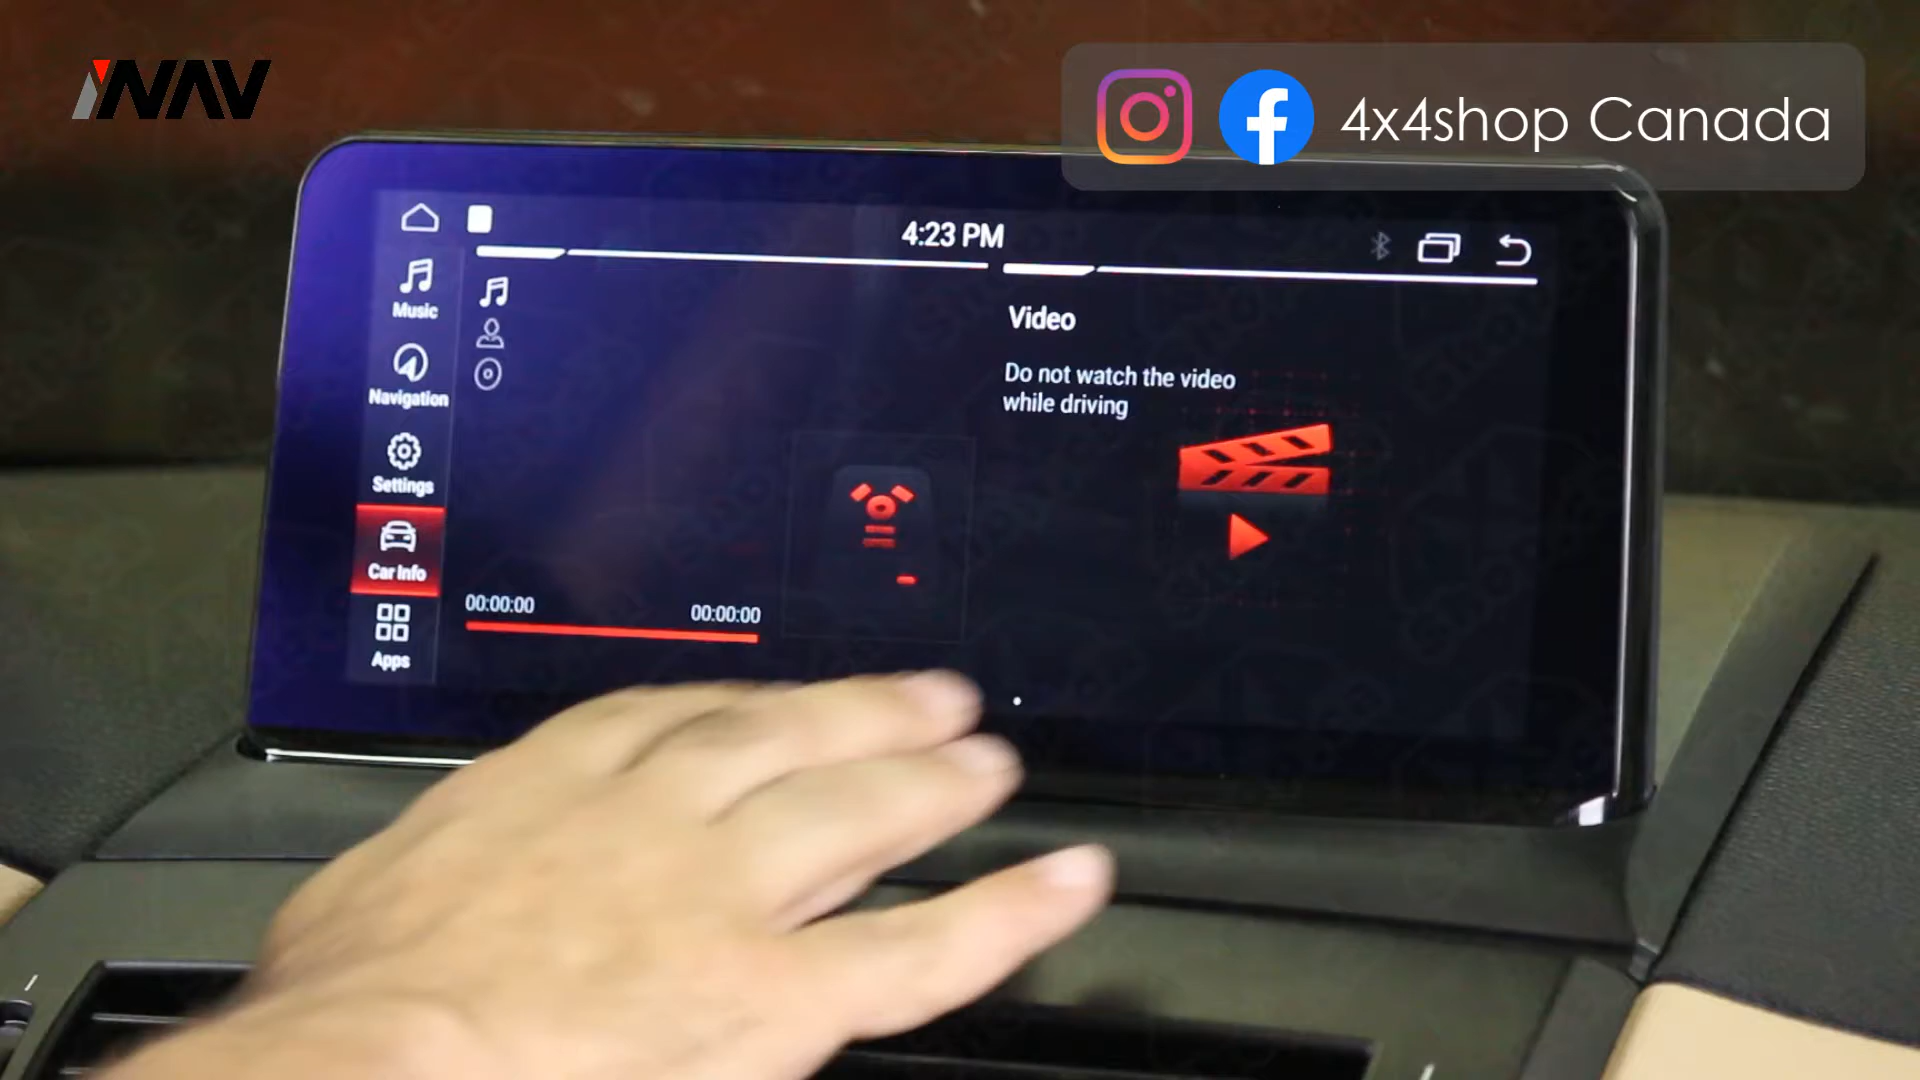 iNAV
4x4shop Canada
4:23 PM
Music
Navigation
Settings
Car Info
Apps
00:00:00
00:00:00
Video
Do not watch the video
while driving